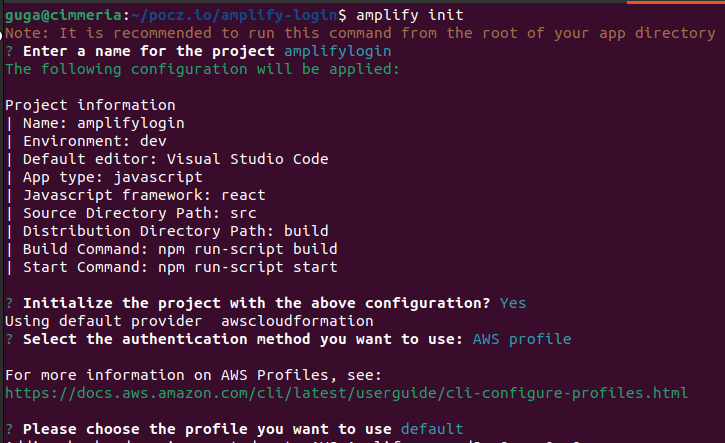 guga@cimmeria:~/pocz.io/amplify-login$ amplify init
Note: It is recommended to run this command from the root of your app directory
? Enter a name for the project amplifylogin
The following configuration will be applied:
Project information
| Name: amplifylogin
| Environment: dev
| Default editor: Visual Studio Code
| App type: javascript
| Javascript framework: react
| Source Directory Path: src
| Distribution Directory Path: build
| Build Command: npm run-script build
| Start Command: npm run-script start
? Initialize the project with the above configuration? Yes
Using default provider  awscloudformation
? Select the authentication method you want to use: AWS profile
For more information on AWS Profiles, see:
https://docs.aws.amazon.com/cli/latest/userguide/cli-configure-profiles.html
? Please choose the profile you want to use default